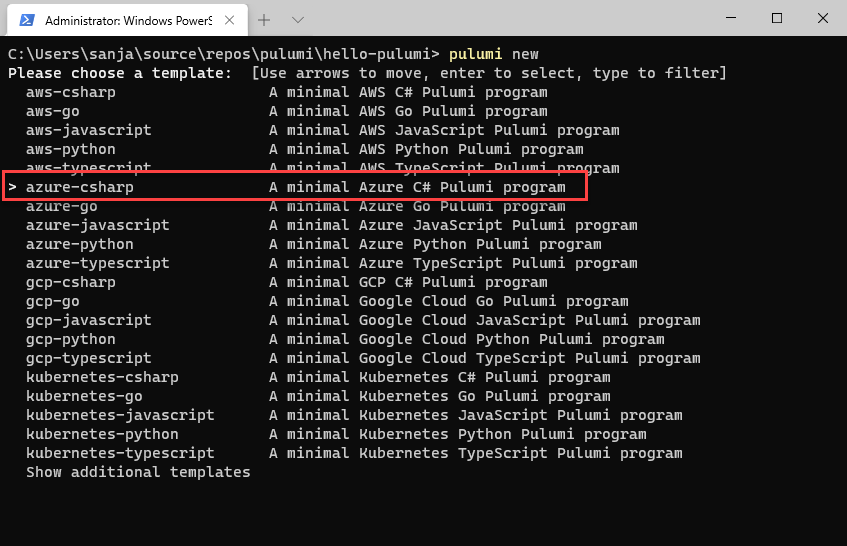 Administrator: Windows PowerS
C:\Users\sanja\source\repos\pulumi\hello-pulumi> pulumi new
Please choose a template:  [Use arrows to move, enter to select, type to filter]
aws-csharp A minimal AWS C# Pulumi program
aws-go A minimal AWS Go Pulumi program
aws-javascript A minimal AWS JavaScript Pulumi program
aws-python A minimal AWS Python Pulumi program
aws-typescript A minimal AWS TypeScript Pulumi program
> azure-csharp A minimal Azure C# Pulumi program
azure-go A minimal Azure Go Pulumi program
azure-javascript A minimal Azure JavaScript Pulumi program
azure-python A minimal Azure Python Pulumi program
azure-typescript A minimal Azure TypeScript Pulumi program
gcp-csharp A minimal GCP C# Pulumi program
gcp-go A minimal Google Cloud Go Pulumi program
gcp-javascript A minimal Google Cloud JavaScript Pulumi program
gcp-python A minimal Google Cloud Python Pulumi program
gcp-typescript A minimal Google Cloud TypeScript Pulumi program
kubernetes-csharp A minimal Kubernetes C# Pulumi program
kubernetes-go A minimal Kubernetes Go Pulumi program
kubernetes-javascript A minimal Kubernetes JavaScript Pulumi program
kubernetes-python A minimal Kubernetes Python Pulumi program
kubernetes-typescript A minimal Kubernetes TypeScript Pulumi program
Show additional templates